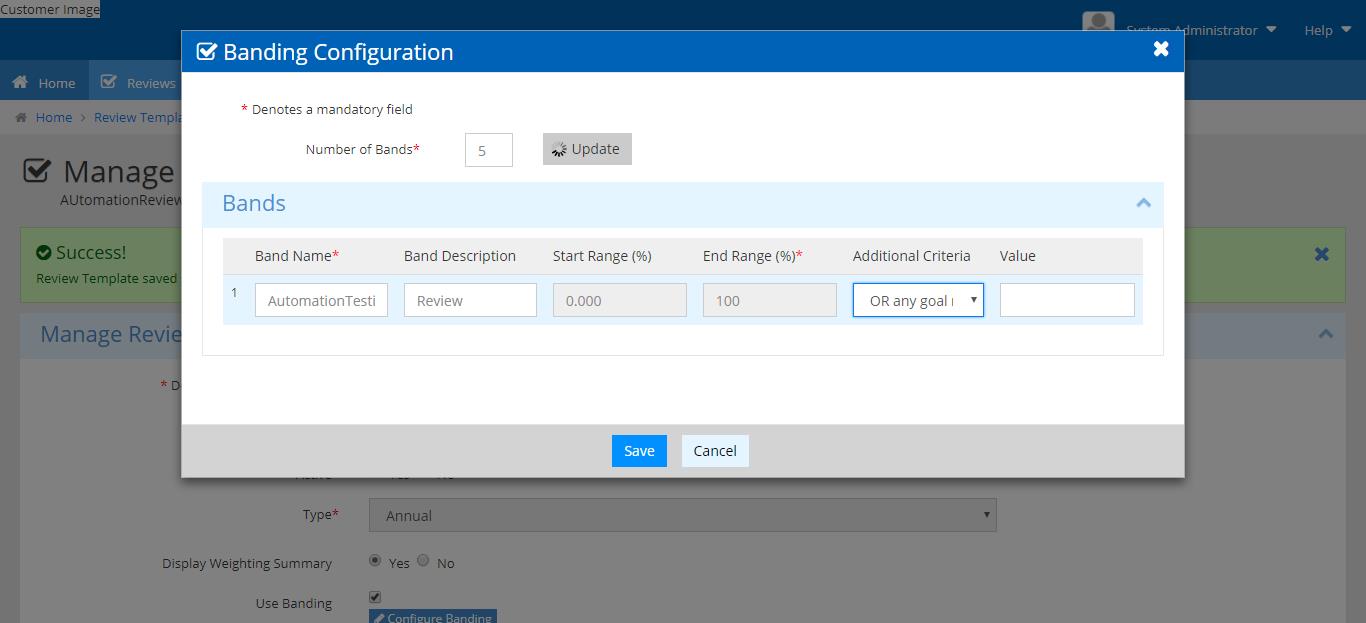 Customer Image
System Administrator
Help
Banding Configuration
Home
Reviews
* Denotes a mandatory field
Home > Review Templa
Number of Bands*
5
Update
Manage
AUtomationReview
Bands
Success!
Review Template saved
Band Name* Band Description Start Range (%) End Range (%)* Additional Criteria Value
1 AutomationTesti Review 0.000 100 OR any goal
Manage Revie
* D
Save Cancel
Type* Annual
Display Weighting Summary Yes No
Use Banding
Configure Banding